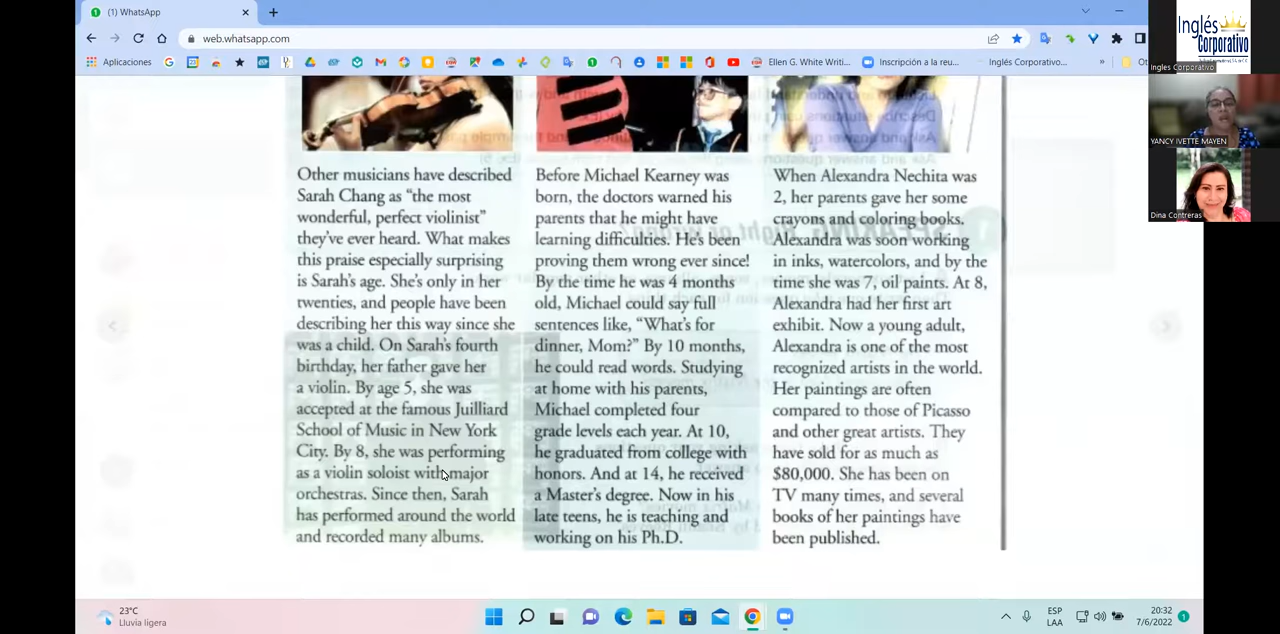 (1) WhatsApp
web.whatsapp.com
Aplicaciones
Ellen G. White Writi...
Inscripción a la reu...
Inglés Corporativo...
Inglés
Corporativo
Ingles Corporativo
YANCY IVETTE MAYEN
Dina Contreras
Other musicians have described
Sarah Chang as “the most
wonderful, perfect violinist”
they’ve ever heard. What makes
this praise especially surprising
is Sarah’s age. She’s only in her
twenties, and people have been
describing her this way since she
was a child. On Sarah’s fourth
birthday, her father gave her
a violin. By age 5, she was
accepted at the famous Juilliard
School of Music in New York
City. By 8, she was performing
as a violin soloist with major
orchestras. Since then, Sarah
has performed around the world
and recorded many albums.
Before Michael Kearney was
born, the doctors warned his
parents that he might have
learning difficulties. He’s been
proving them wrong ever since!
By the time he was 4 months
old, Michael could say full
sentences like, “What’s for
dinner, Mom?” By 10 months,
he could read words. Studying
at home with his parents,
Michael completed four
grade levels each year. At 10,
he graduated from college with
honors. And at 14, he received
a Master’s degree. Now in his
late teens, he is teaching and
working on his Ph.D.
When Alexandra Nechita was
2, her parents gave her some
crayons and coloring books.
Alexandra was soon working
in inks, watercolors, and by the
time she was 7, oil paints. At 8,
Alexandra had her first art
exhibit. Now a young adult,
Alexandra is one of the most
recognized artists in the world.
Her paintings are often
compared to those of Picasso
and other great artists. They
have sold for as much as
$80,000. She has been on
TV many times, and several
books of her paintings have
been published.
23°C
Lluvia ligera
ESP
LAA
20:32
7/6/2022
1